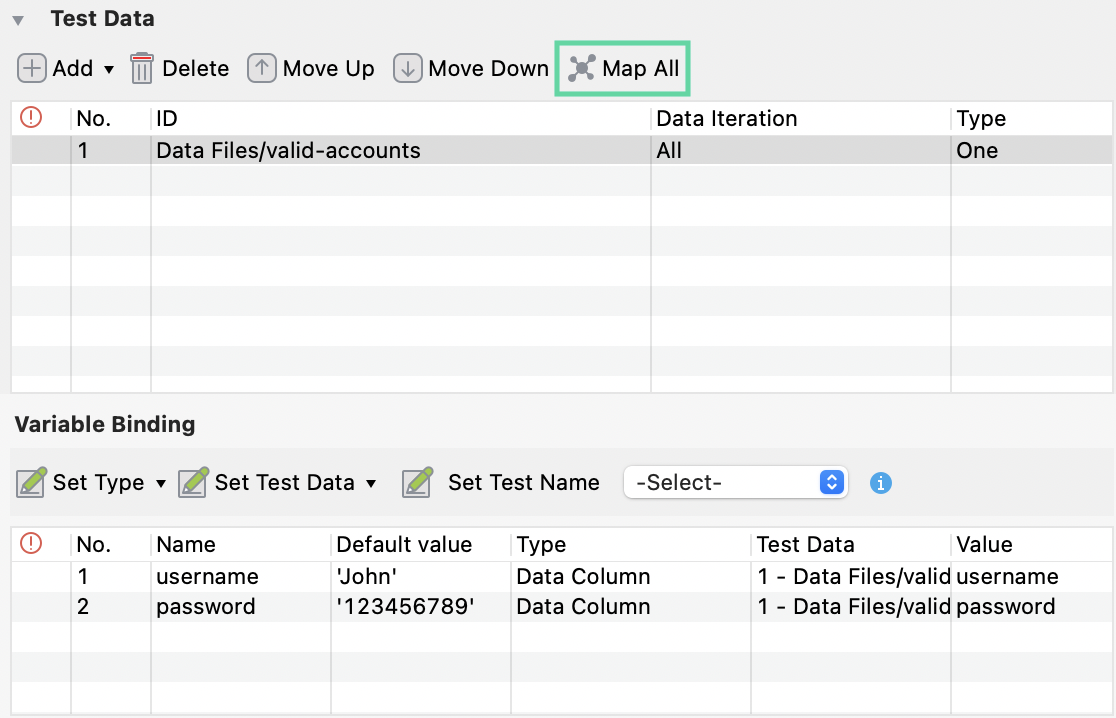 Test Data
Add Delete Move Up Move Down Map All
No. ID Data Iteration Type
1 Data Files/valid-accounts All One
Variable Binding
Set Type Set Test Data Set Test Name -Select-
No. Name Default value Type Test Data Value
1 username 'John' Data Column 1 - Data Files/valid username
2 password '123456789' Data Column 1 - Data Files/valid password